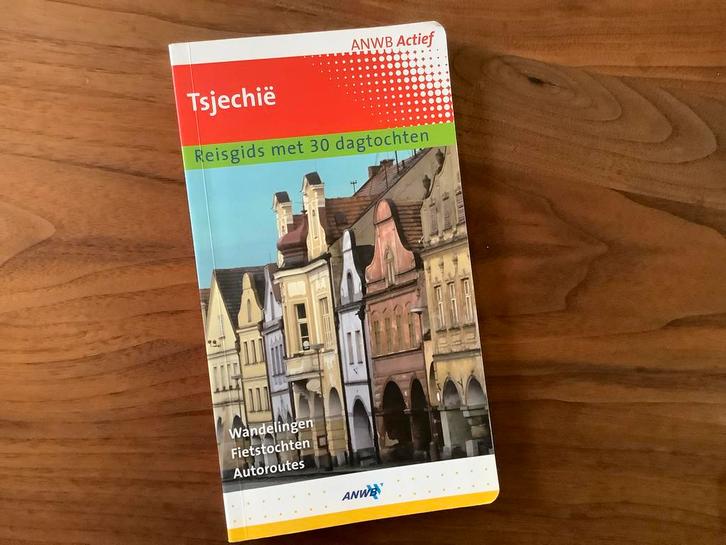 ANWB Actief
Tsjechië
Reisgids met 30 dagtochten
Wandelingen
Fietstochten
Autoroutes
ANWB